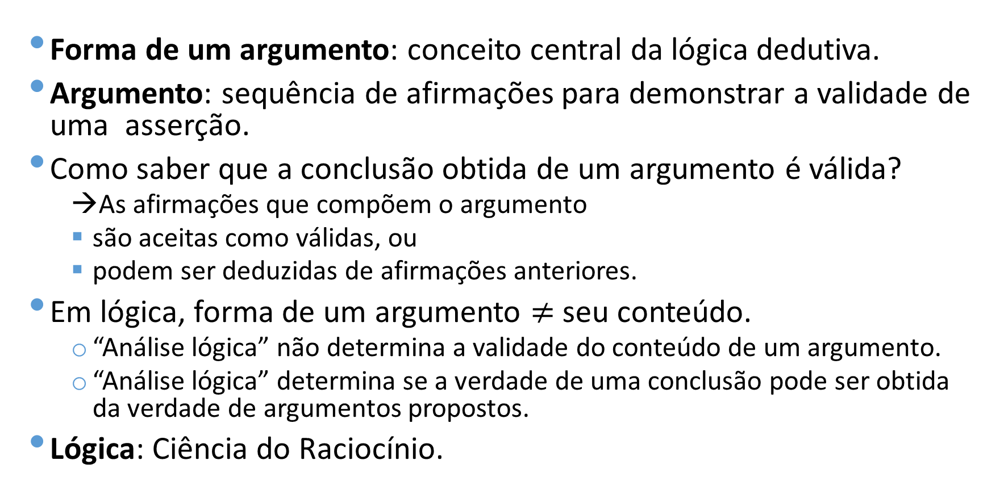 • Forma de um argumento: conceito central da lógica dedutiva.
• Argumento: sequência de afirmações para demonstrar a validade de
uma asserção.
• Como saber que a conclusão obtida de um argumento é válida?
→As afirmações que compõem o argumento
▪ são aceitas como válidas, ou
▪ podem ser deduzidas de afirmações anteriores.
• Em lógica, forma de um argumento ≠ seu conteúdo.
○ “Análise lógica” não determina a validade do conteúdo de um argumento.
○ “Análise lógica” determina se a verdade de uma conclusão pode ser obtida
da verdade de argumentos propostos.
• Lógica: Ciência do Raciocínio.